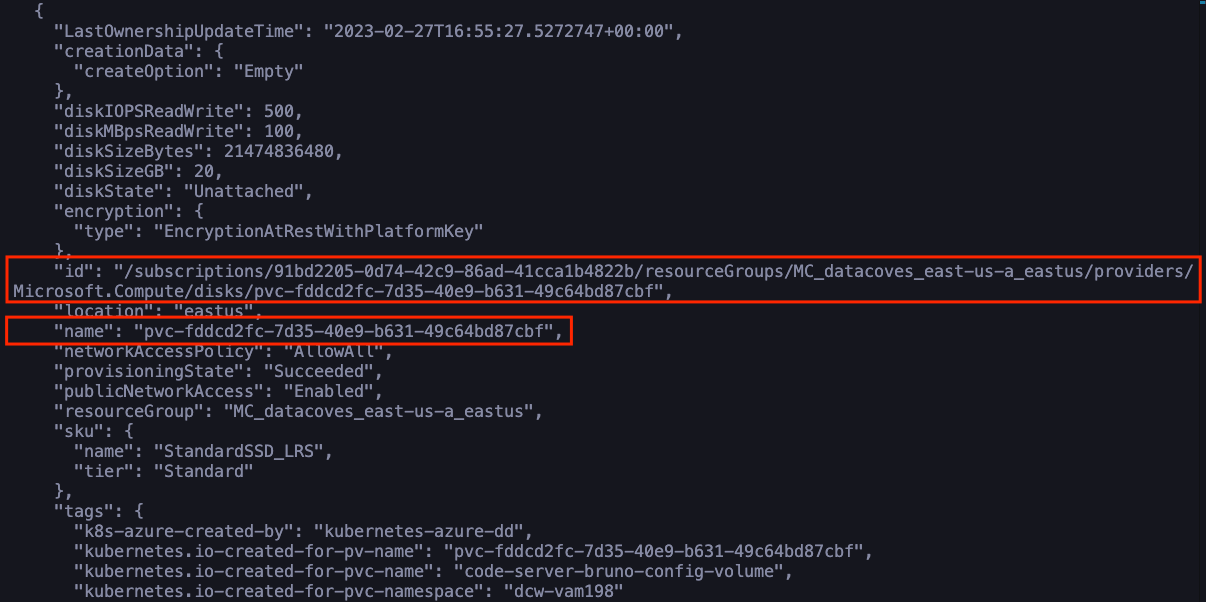 {
"LastOwnershipUpdateTime": "2023-02-27T16:55:27.5272747+00:00",
"creationData": {
"createOption": "Empty"
},
"diskIOPSReadWrite": 500,
"diskMBpsReadWrite": 100,
"diskSizeBytes": 21474836480,
"diskSizeGB": 20,
"diskState": "Unattached",
"encryption": {
"type": "EncryptionAtRestWithPlatformKey"
},
"id": "/subscriptions/91bd2205-0d74-42c9-86ad-41cca1b4822b/resourceGroups/MC_datacoves_east-us-a_eastus/providers/
Microsoft.Compute/disks/pvc-fddcd2fc-7d35-40e9-b631-49c64bd87cbf",
"location": "eastus",
"name": "pvc-fddcd2fc-7d35-40e9-b631-49c64bd87cbf",
"networkAccessPolicy": "AllowAll",
"provisioningState": "Succeeded",
"publicNetworkAccess": "Enabled",
"resourceGroup": "MC_datacoves_east-us-a_eastus",
"sku": {
"name": "StandardSSD_LRS",
"tier": "Standard"
},
"tags": {
"k8s-azure-created-by": "kubernetes-azure-dd",
"kubernetes.io-created-for-pv-name": "pvc-fddcd2fc-7d35-40e9-b631-49c64bd87cbf",
"kubernetes.io-created-for-pvc-name": "code-server-bruno-config-volume",
"kubernetes.io-created-for-pvc-namespace": "dcw-vam198"